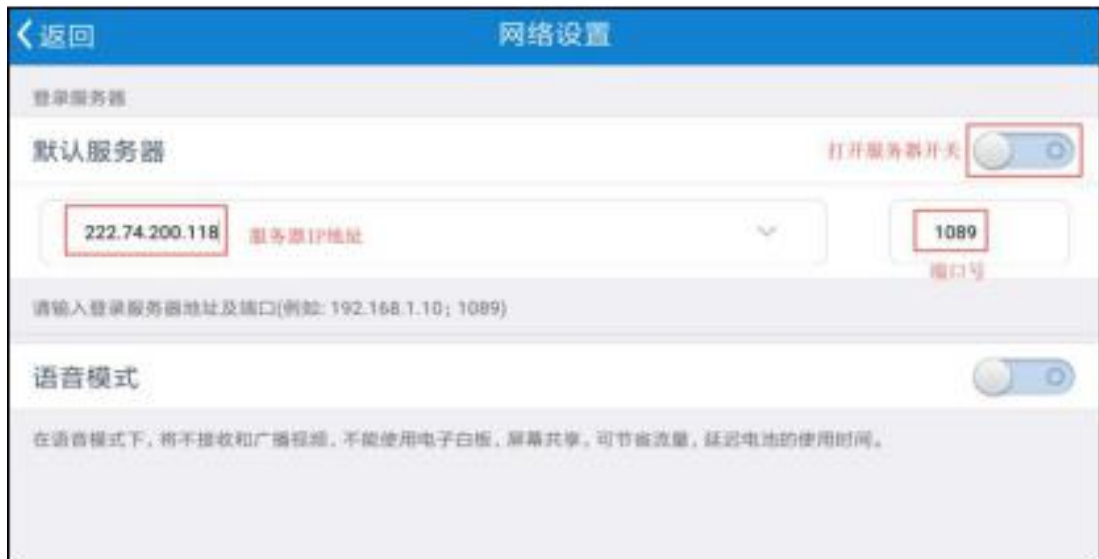 返回
网络设置
登录服务器
默认服务器 打开服务器开关
222.74.200.118 服务器IP地址 1089
端口号
请输入登录服务器地址及端口(例如: 192.168.1.10; 1089)
语音模式
在语音模式下, 将不接收和广播视频, 不能使用电子白板, 屏幕共享, 可节省流量, 延迟电池的使用时间。